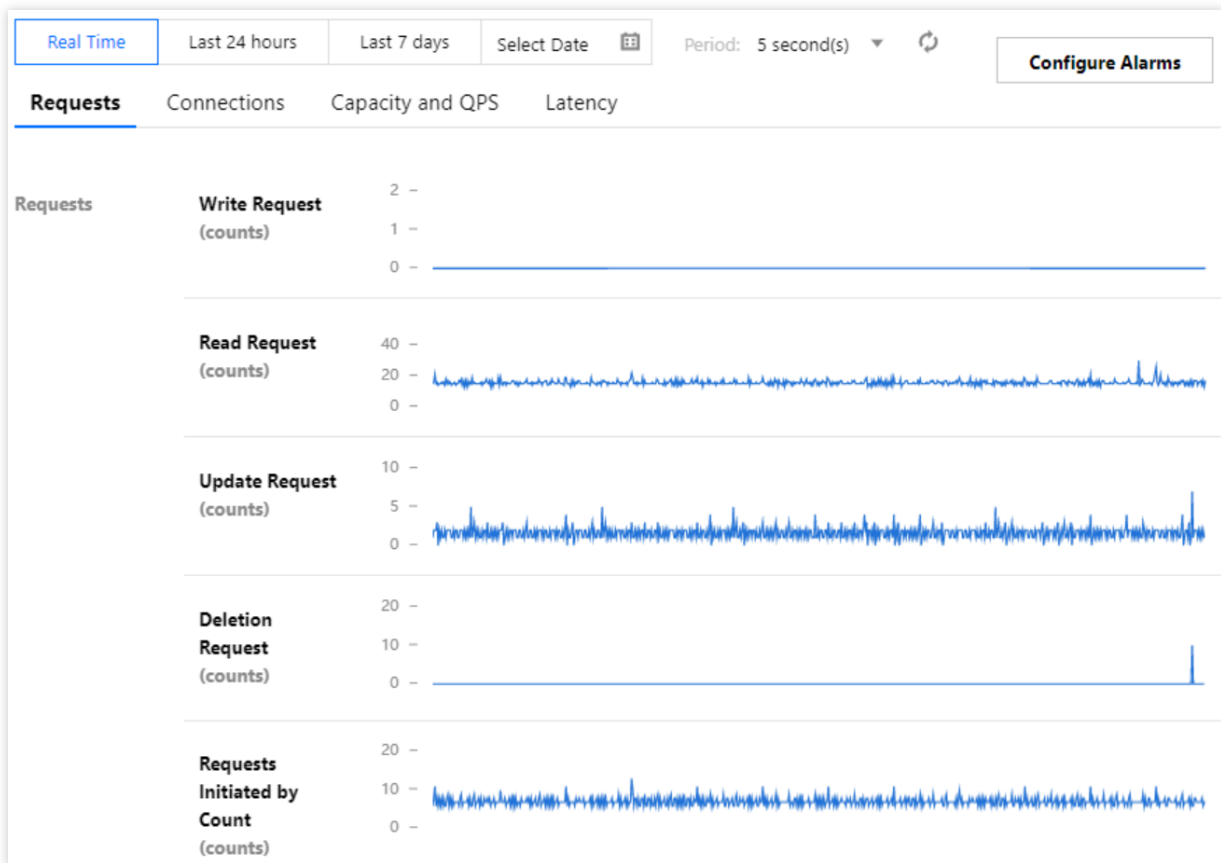 Real Time Last 24 hours Last 7 days Select Date Period: 5 second(s)
Configure Alarms
Requests Connections Capacity and QPS Latency
Requests
Write Request
(counts)
2
1
0
Read Request
(counts)
40
20
0
Update Request
(counts)
10
5
0
Deletion
Request
(counts)
20
10
0
Requests
Initiated by
Count
(counts)
20
10
0